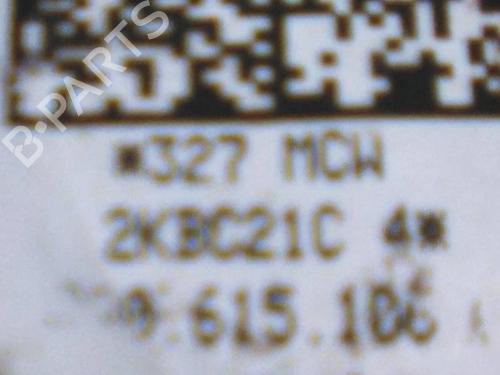 B-PARTS
*327 MCW
2KBC21C 4*
615.106